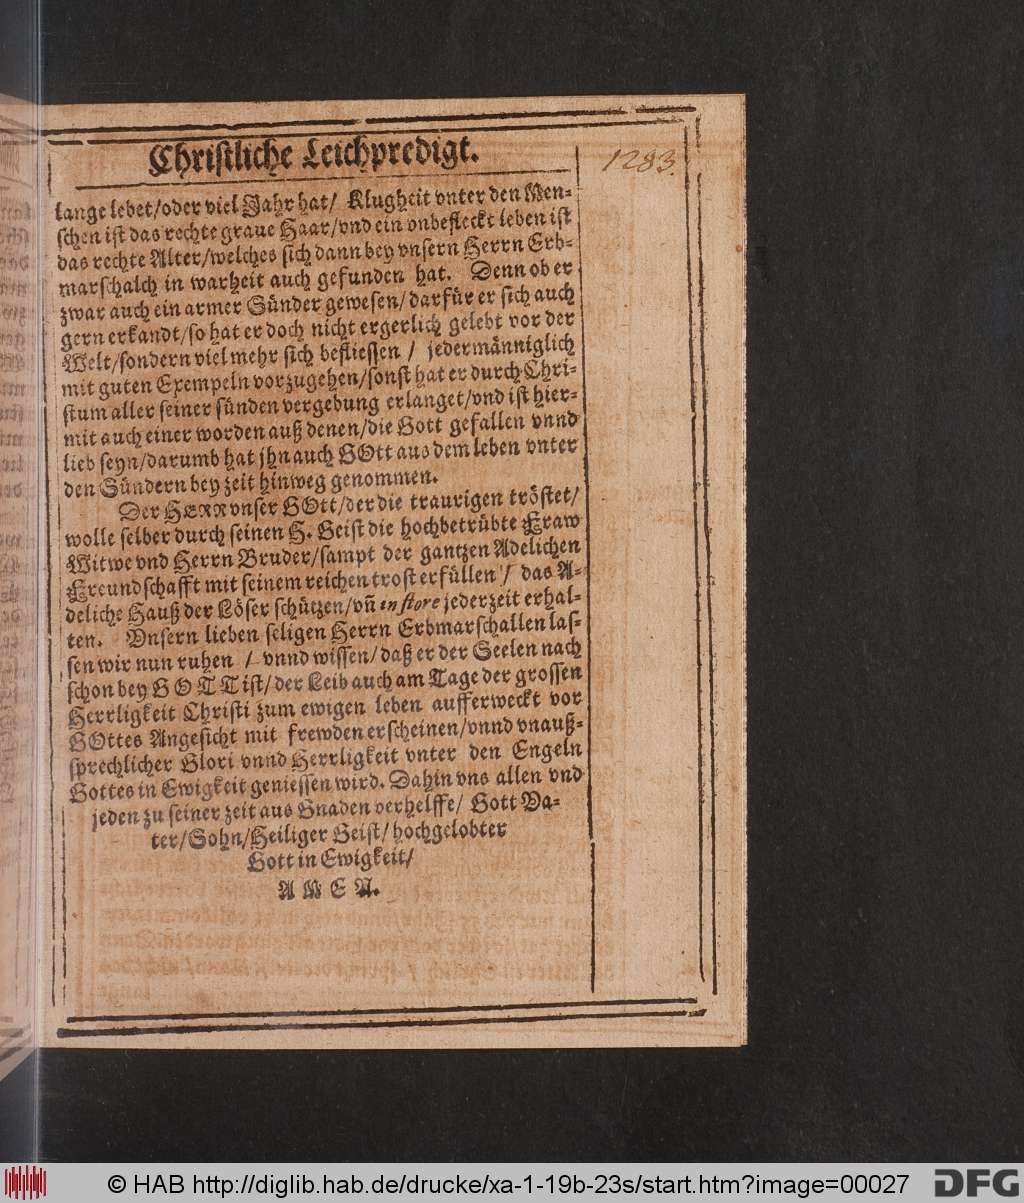 Christliche Leichpredigt.
1283.
lange lebet/oder viel Jahr hat/ Klugheit vnter den Men-
schen ist das rechte graue Haar/vnd ein vnbefleckt leben ist
das rechte Alter/welches sich dann bey vnsern Herrn Erb-
marschalch in warheit auch gefunden hat. Denn ob er
zwar auch ein armer Sünder gewesen/darfür er sich auch
gern erkandt/so hat er doch nicht ergerlich gelebt vor der
Welt/sondern viel mehr sich befliessen / jedermänniglich
mit guten Exempeln vorzugehen/sonst hat er durch Chri-
stum aller seiner sünden vergebung erlanget/vnd ist hier-
mit auch einer worden auß denen/die Gott gefallen vnnd
lieb seyn/darumb hat jhn auch GOtt aus dem leben vnter
den Sündern bey zeit hinweg genommen.
Der HERR vnser GOtt/der die traurigen tröstet/
wolle selber durch seinen H. Geist die hochbetrübte Fraw
Witwe vnd Herrn Bruder/sampt der gantzen Adelichen
Freundschafft mit seinem reichen trost erfüllen / das A-
deliche Hauß der Löser schützen/vñ in flore jederzeit erhal-
ten. Vnsern lieben seligen Herrn Erbmarschallen las-
sen wir nun ruhen / vnnd wissen/daß er der Seelen nach
schon bey GOTT ist/der Leib auch am Tage der grossen
Herrligkeit Christi zum ewigen leben aufferweckt vor
GOttes Angesicht mit frewden erscheinen/vnnd vnauß-
sprechlicher Glori vnnd Herrligkeit vnter den Engeln
Gottes in Ewigkeit geniessen wird. Dahin vns allen vnd
jeden zu seiner zeit aus Gnaden verhelffe/ Gott Va-
ter/Sohn/Heiliger Geist/hochgelobter
Gott in Ewigkeit/
AMEN.
© HAB http://diglib.hab.de/drucke/xa-1-19b-23s/start.htm?image=00027
DFG